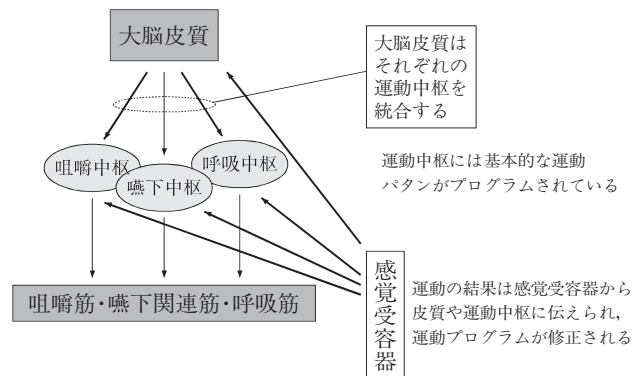 大脳皮質
大脳皮質は
それぞれの
運動中枢を
統合する
咀嚼中枢
嚥下中枢
呼吸中枢
運動中枢には基本的な運動
パタンがプログラムされている
咀嚼筋・嚥下関連筋・呼吸筋
感覚受容器
運動の結果は感覚受容器から
皮質や運動中枢に伝えられ,
運動プログラムが修正される